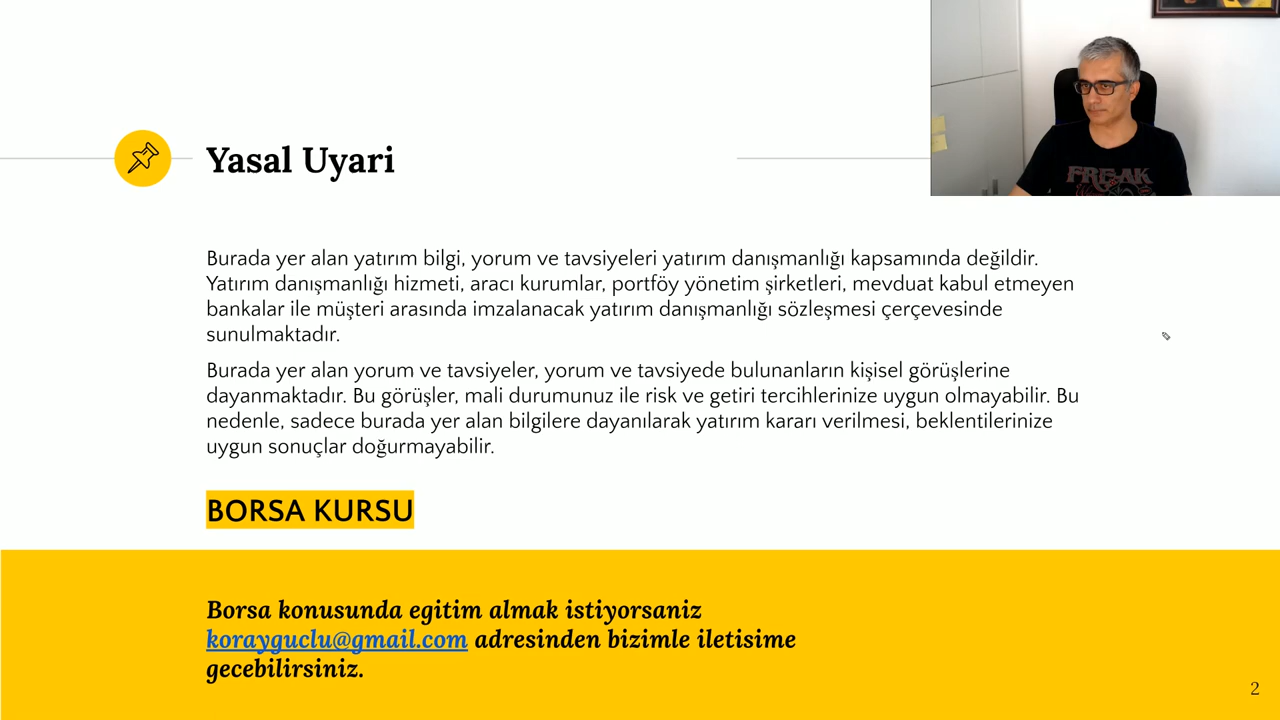 Yasal Uyari
FREAK
Burada yer alan yatırım bilgi, yorum ve tavsiyeleri yatırım danışmanlığı kapsamında değildir.
Yatırım danışmanlığı hizmeti, aracı kurumlar, portföy yönetim şirketleri, mevduat kabul etmeyen
bankalar ile müşteri arasında imzalanacak yatırım danışmanlığı sözleşmesi çerçevesinde
sunulmaktadır.
Burada yer alan yorum ve tavsiyeler, yorum ve tavsiyede bulunanların kişisel görüşlerine
dayanmaktadır. Bu görüşler, mali durumunuz ile risk ve getiri tercihlerinize uygun olmayabilir. Bu
nedenle, sadece burada yer alan bilgilere dayanılarak yatırım kararı verilmesi, beklentilerinize
uygun sonuçlar doğurmayabilir.
BORSA KURSU
Borsa konusunda egitim almak istiyorsaniz
korayguclu@gmail.com adresinden bizimle iletisime
gecebilirsiniz.
2